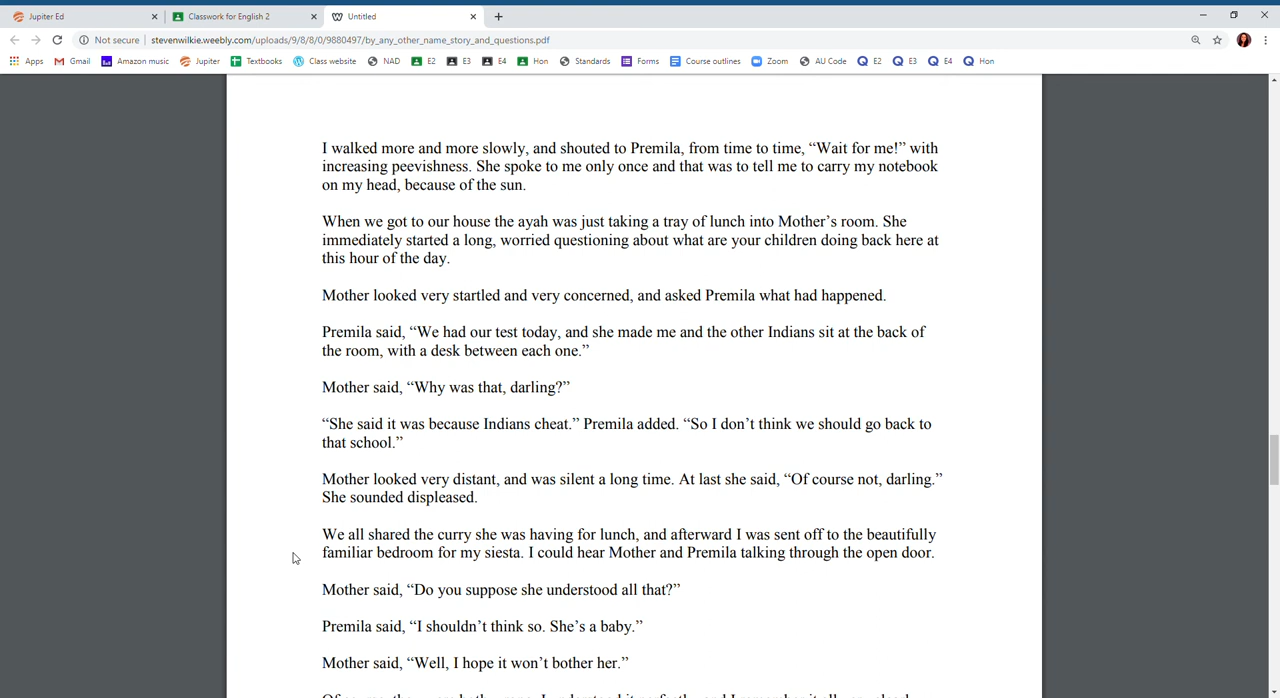 Jupiter Ed
Classwork for English 2
Untitled
Not secure stevenwilkie.weebly.com/uploads/9/8/8/0/9880497/by_any_other_name_story_and_questions.pdf
Apps Gmail Amazon music Jupiter Textbooks Class website NAD E2 E3 E4 Hon Standards Forms Course outlines Zoom AU Code E2 E3 E4 Hon
I walked more and more slowly, and shouted to Premila, from time to time, “Wait for me!” with
increasing peevishness. She spoke to me only once and that was to tell me to carry my notebook
on my head, because of the sun.
When we got to our house the ayah was just taking a tray of lunch into Mother’s room. She
immediately started a long, worried questioning about what are your children doing back here at
this hour of the day.
Mother looked very startled and very concerned, and asked Premila what had happened.
Premila said, “We had our test today, and she made me and the other Indians sit at the back of
the room, with a desk between each one.”
Mother said, “Why was that, darling?”
“She said it was because Indians cheat.” Premila added. “So I don’t think we should go back to
that school.”
Mother looked very distant, and was silent a long time. At last she said, “Of course not, darling.”
She sounded displeased.
We all shared the curry she was having for lunch, and afterward I was sent off to the beautifully
familiar bedroom for my siesta. I could hear Mother and Premila talking through the open door.
Mother said, “Do you suppose she understood all that?”
Premila said, “I shouldn’t think so. She’s a baby.”
Mother said, “Well, I hope it won’t bother her.”